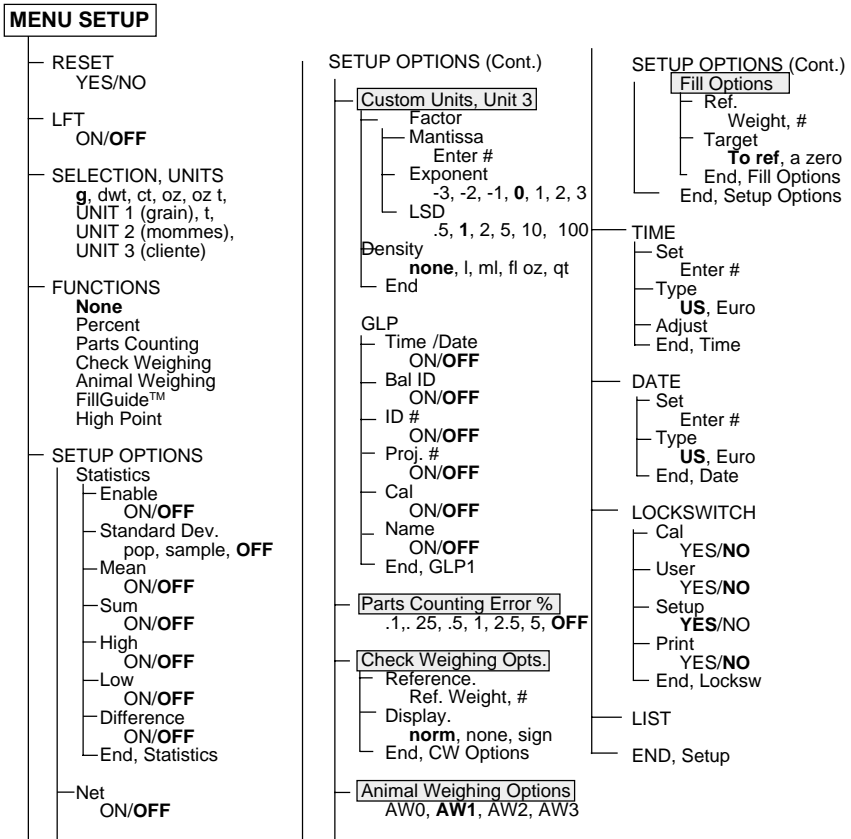 MENU SETUP
RESET
YES/NO
LFT
ON/OFF
SELECTION, UNITS
g, dwt, ct, oz, oz t,
UNIT 1 (grain), t,
UNIT 2 (mommes),
UNIT 3 (cliente)
FUNCTIONS
None
Percent
Parts Counting
Check Weighing
Animal Weighing
FillGuide™
High Point
SETUP OPTIONS
Statistics
Enable
ON/OFF
Standard Dev.
pop, sample, OFF
Mean
ON/OFF
Sum
ON/OFF
High
ON/OFF
Low
ON/OFF
Difference
ON/OFF
End, Statistics
Net
ON/OFF
SETUP OPTIONS (Cont.)
Custom Units, Unit 3
Factor
Mantissa
Enter #
Exponent
-3, -2, -1, 0, 1, 2, 3
LSD
.5, 1, 2, 5, 10, 100
Density
none, l, ml, fl oz, qt
End
GLP
Time /Date
ON/OFF
Bal ID
ON/OFF
ID #
ON/OFF
Proj. #
ON/OFF
Cal
ON/OFF
Name
ON/OFF
End, GLP1
Parts Counting Error %
.1,. 25, .5, 1, 2.5, 5, OFF
Check Weighing Opts.
Reference.
Ref. Weight, #
Display.
norm, none, sign
End, CW Options
Animal Weighing Options
AW0, AW1, AW2, AW3
SETUP OPTIONS (Cont.)
Fill Options
Ref.
Weight, #
Target
To ref, a zero
End, Fill Options
End, Setup Options
TIME
Set
Enter #
Type
US, Euro
Adjust
End, Time
DATE
Set
Enter #
Type
US, Euro
End, Date
LOCKSWITCH
Cal
YES/NO
User
YES/NO
Setup
YES/NO
Print
YES/NO
End, Locksw
LIST
END, Setup